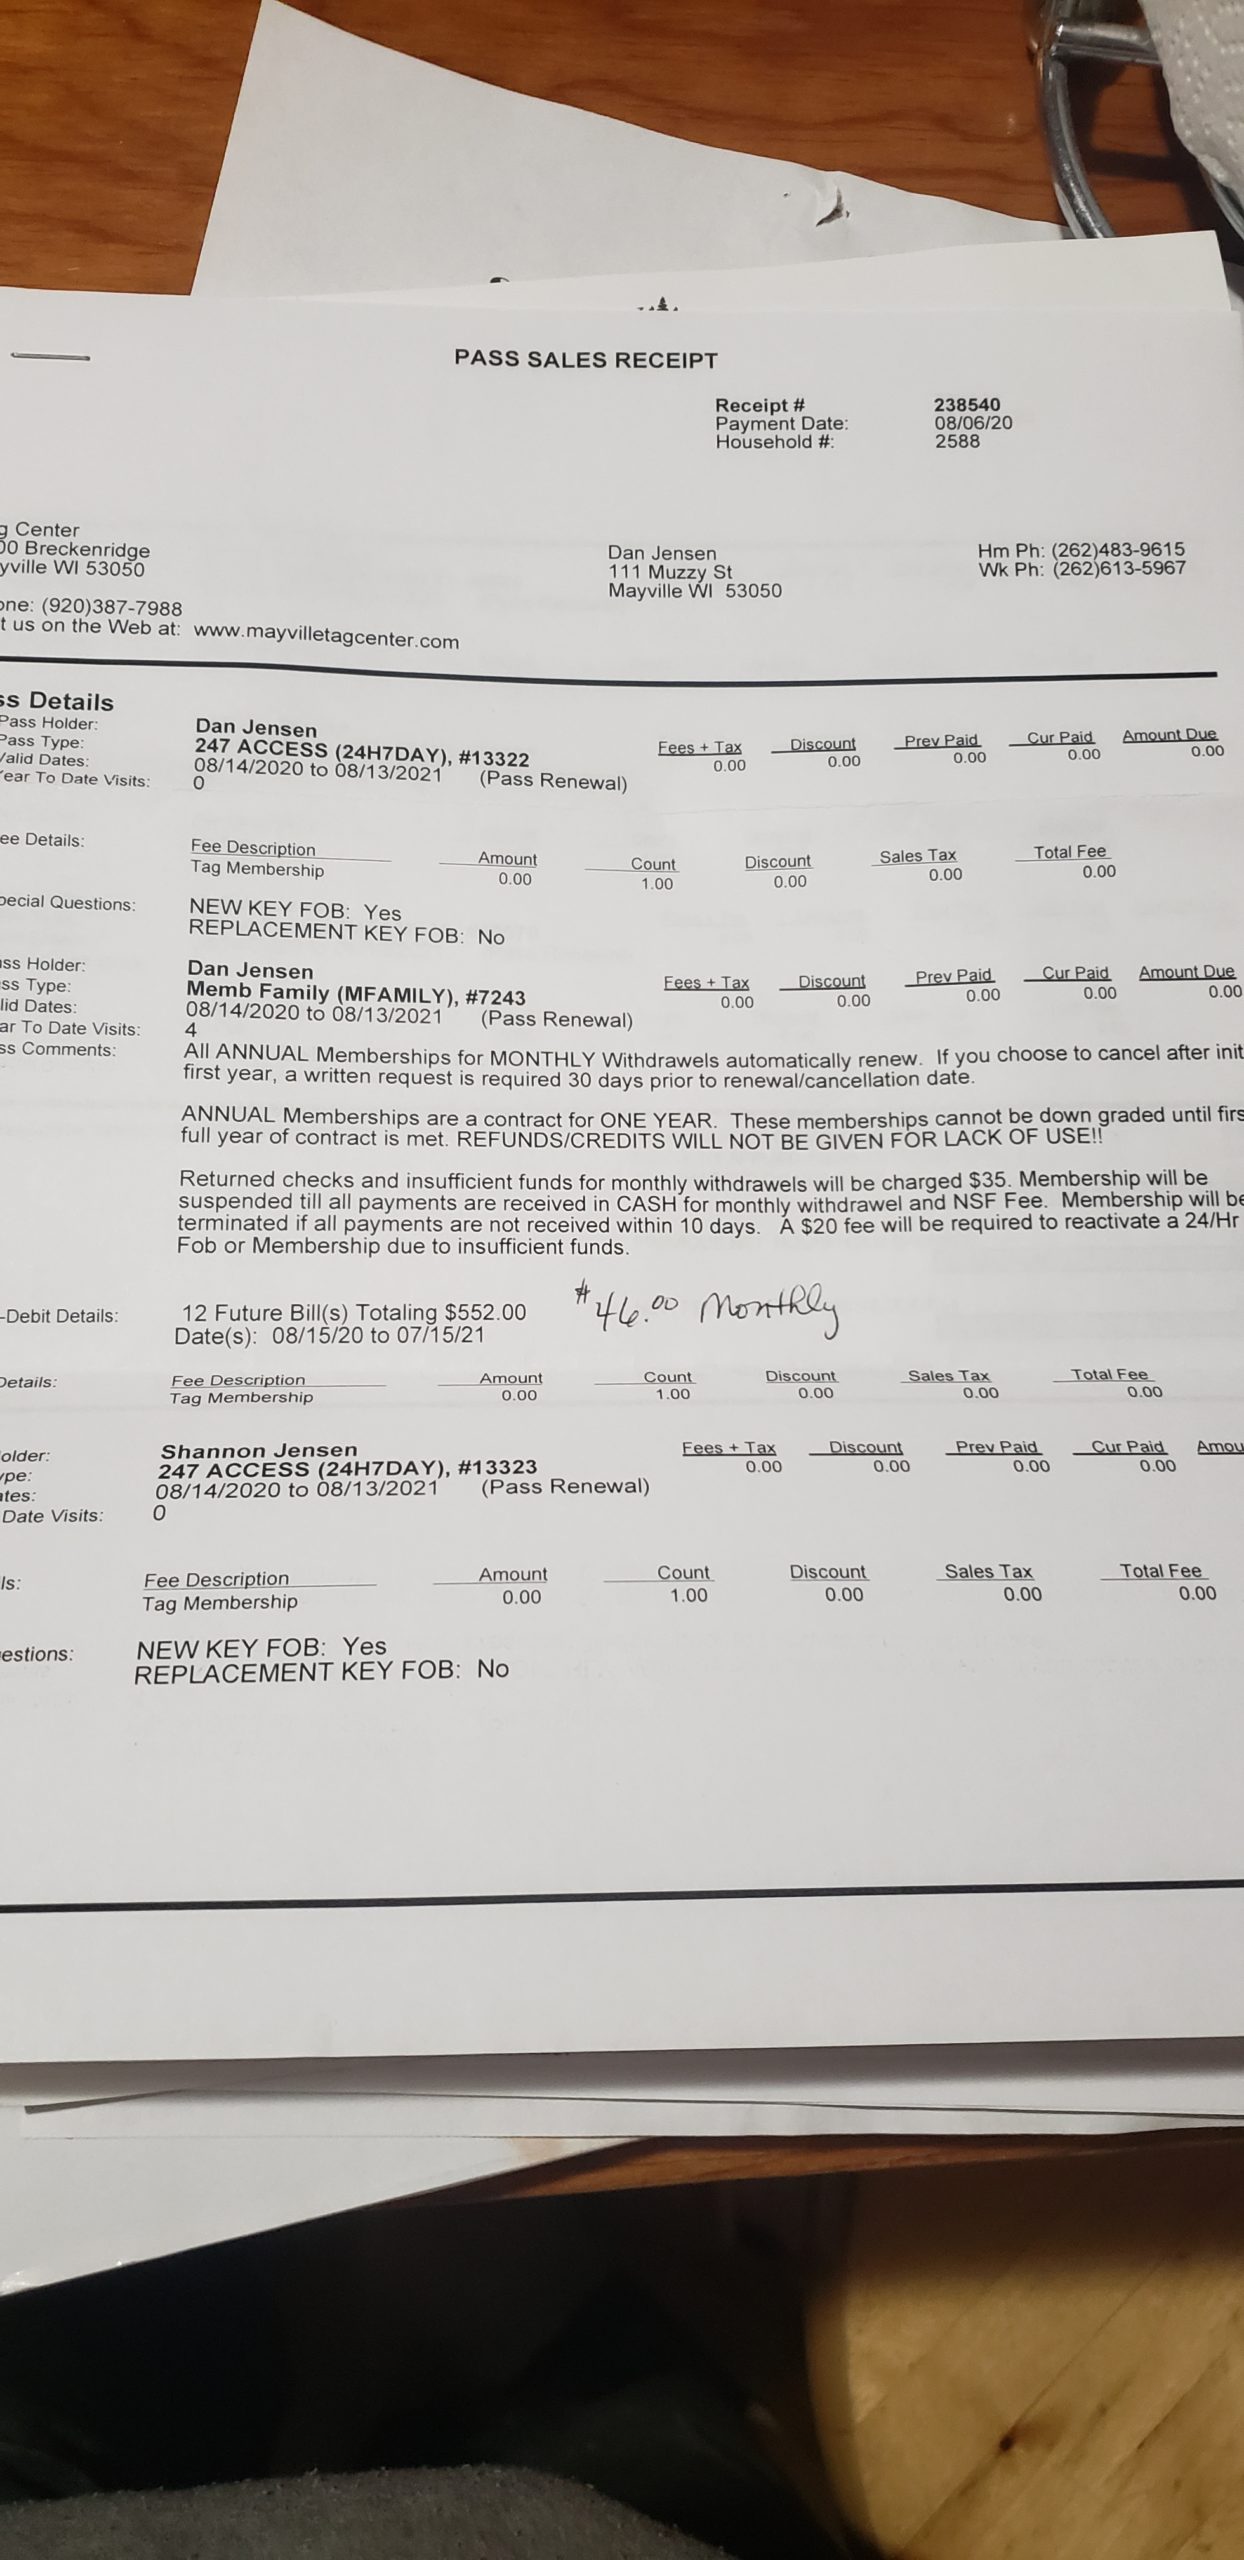 PASS SALES RECEIPT
Receipt # 238540
Payment Date: 08/06/20
Household #: 2588
g Center
00 Breckenridge
yville WI 53050
one: (920)387-7988
t us on the Web at: www.mayvilletagcenter.com
Dan Jensen
111 Muzzy St
Mayville WI 53050
Hm Ph: (262)483-9615
Wk Ph: (262)613-5967
ss Details
Pass Holder: Dan Jensen
Pass Type: 247 ACCESS (24H7DAY), #13322
Valid Dates: 08/14/2020 to 08/13/2021 (Pass Renewal)
Year To Date Visits: 0
Fees + Tax Discount Prev Paid Cur Paid Amount Due
0.00 0.00 0.00 0.00 0.00
ee Details: Fee Description Amount Count Discount Sales Tax Total Fee
Tag Membership 0.00 1.00 0.00 0.00 0.00
pecial Questions: NEW KEY FOB: Yes
REPLACEMENT KEY FOB: No
ass Holder: Dan Jensen
ss Type: Memb Family (MFAMILY), #7243
lid Dates: 08/14/2020 to 08/13/2021 (Pass Renewal)
ar To Date Visits: 4
Fees + Tax Discount Prev Paid Cur Paid Amount Due
0.00 0.00 0.00 0.00 0.00
ss Comments: All ANNUAL Memberships for MONTHLY Withdrawels automatically renew. If you choose to cancel after init
first year, a written request is required 30 days prior to renewal/cancellation date.
ANNUAL Memberships are a contract for ONE YEAR. These memberships cannot be down graded until firs
full year of contract is met. REFUNDS/CREDITS WILL NOT BE GIVEN FOR LACK OF USE!!
Returned checks and insufficient funds for monthly withdrawels will be charged $35. Membership will be
suspended till all payments are received in CASH for monthly withdrawel and NSF Fee. Membership will be
terminated if all payments are not received within 10 days. A $20 fee will be required to reactivate a 24/Hr
Fob or Membership due to insufficient funds.
-Debit Details: 12 Future Bill(s) Totaling $552.00 $46.00 Monthly
Date(s): 08/15/20 to 07/15/21
Details: Fee Description Amount Count Discount Sales Tax Total Fee
Tag Membership 0.00 1.00 0.00 0.00 0.00
older: Shannon Jensen
ype: 247 ACCESS (24H7DAY), #13323
ates: 08/14/2020 to 08/13/2021 (Pass Renewal)
Date Visits: 0
Fees + Tax Discount Prev Paid Cur Paid Amou
0.00 0.00 0.00 0.00
ls: Fee Description Amount Count Discount Sales Tax Total Fee
Tag Membership 0.00 1.00 0.00 0.00 0.00
estions: NEW KEY FOB: Yes
REPLACEMENT KEY FOB: No